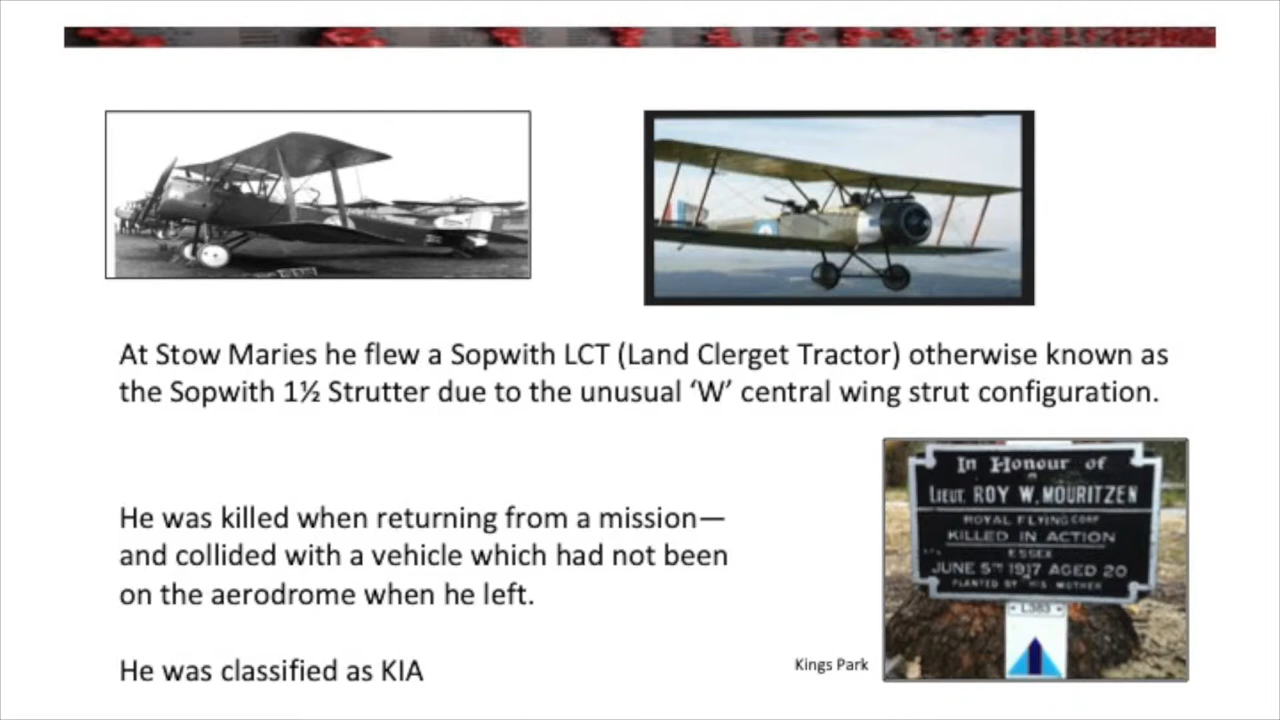 At Stow Maries he flew a Sopwith LCT (Land Clerget Tractor) otherwise known as
the Sopwith 1½ Strutter due to the unusual ‘W’ central wing strut configuration.
He was killed when returning from a mission—
and collided with a vehicle which had not been
on the aerodrome when he left.
He was classified as KIA
Kings Park
In Honour of
LIEUT. ROY W. MOURITZEN
ROYAL FLYING CORP
KILLED IN ACTION
ESSEX
JUNE 5TH 1917 AGED 20
PLANTED BY HIS MOTHER
L383